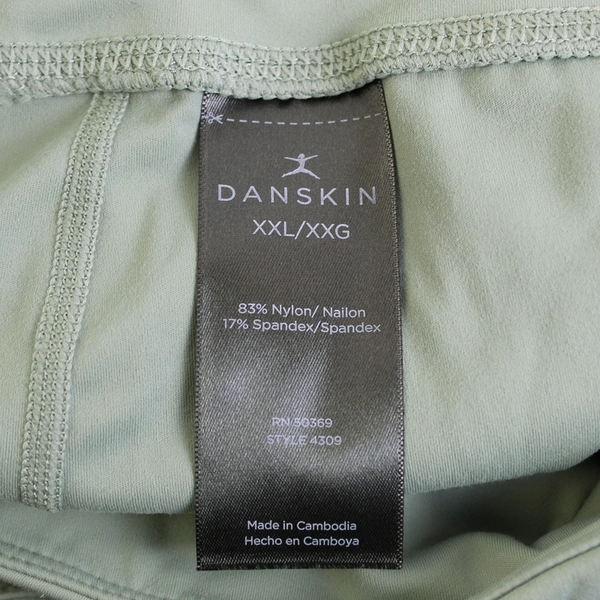 DANSKIN
XXL/XXG
83% Nylon/ Nailon
17% Spandex/Spandex
RN 30369
STYLE 4309
Made in Cambodia
Hecho en Camboya